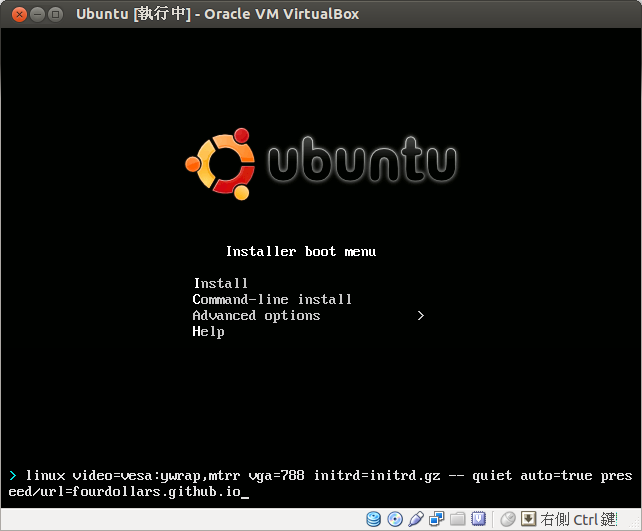 Ubuntu [執行中] - Oracle VM VirtualBox
ubuntu
Installer boot menu
Install
Command-line install
Advanced options >
Help
> linux video=vesa:ywrap,mtrr vga=788 initrd=initrd.gz -- quiet auto=true pres
eed/url=fourdollars.github.io_
右側 Ctrl 鍵